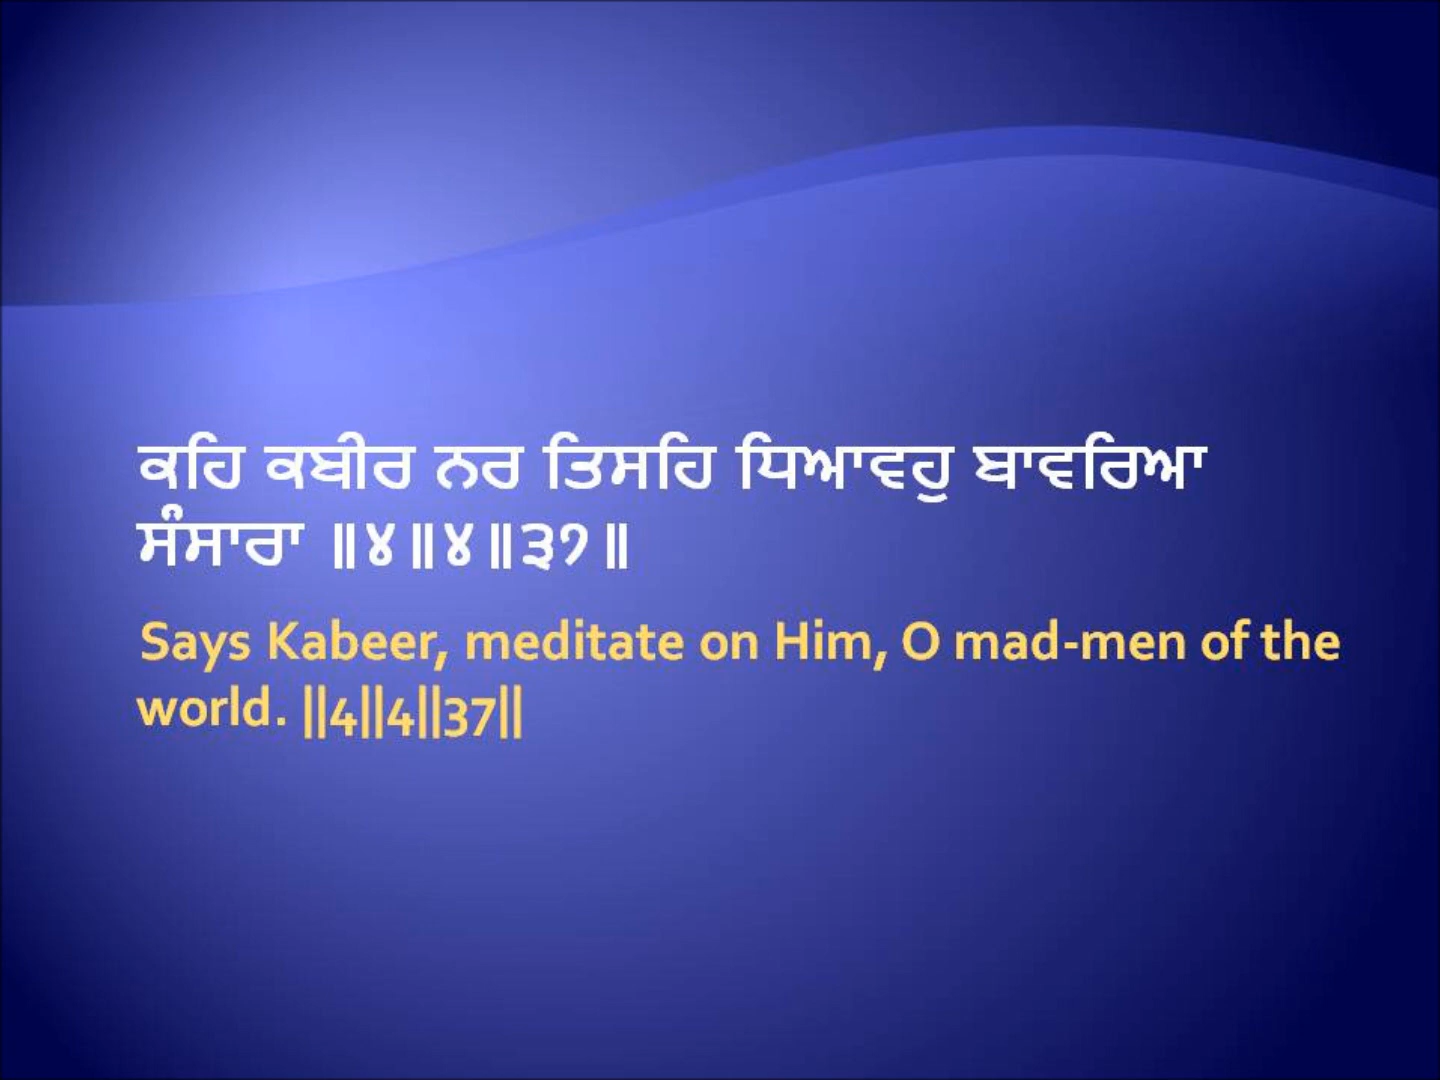 ਕਹਿ ਕਬੀਰ ਨਰ ਤਿਸਹਿ ਧਿਆਵਹੁ ਬਾਵਰਿਆ
ਸੰਸਾਰਾ ॥੪॥੪॥੩੭॥
Says Kabeer, meditate on Him, O mad-men of the
world. ||4||4||37||